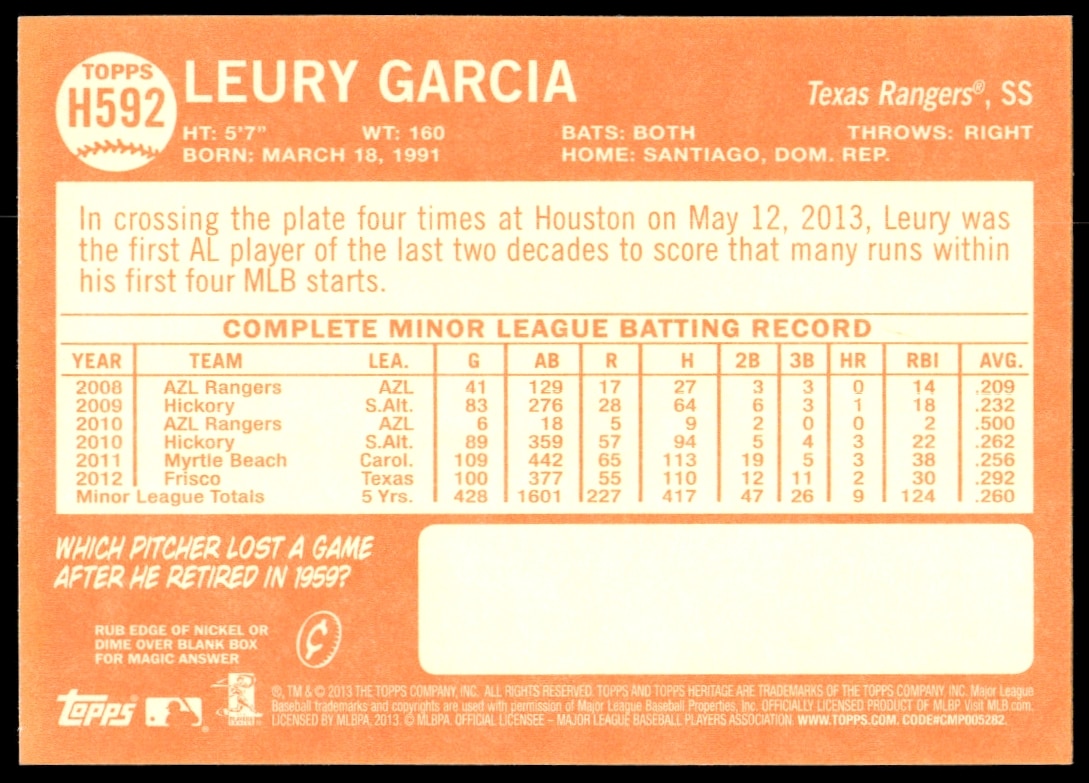 TOPPS
H592
LEURY GARCIA
Texas Rangers®, SS
HT: 5'7" WT: 160 BATS: BOTH THROWS: RIGHT
BORN: MARCH 18, 1991 HOME: SANTIAGO, DOM. REP.
In crossing the plate four times at Houston on May 12, 2013, Leury was
the first AL player of the last two decades to score that many runs within
his first four MLB starts.
COMPLETE MINOR LEAGUE BATTING RECORD
YEAR TEAM LEA. G AB R H 2B 3B HR RBI AVG.
2008 AZL Rangers AZL 41 129 17 27 3 3 0 14 .209
2009 Hickory S.Alt. 83 276 28 64 6 3 1 18 .232
2010 AZL Rangers AZL 6 18 5 9 2 0 0 2 .500
2010 Hickory S.Alt. 89 359 57 94 5 4 3 22 .262
2011 Myrtle Beach Carol. 109 442 65 113 19 5 3 38 .256
2012 Frisco Texas 100 377 55 110 12 11 2 30 .292
Minor League Totals 5 Yrs. 428 1601 227 417 47 26 9 124 .260
WHICH PITCHER LOST A GAME
AFTER HE RETIRED IN 1959?
RUB EDGE OF NICKEL OR
DIME OVER BLANK BOX
FOR MAGIC ANSWER
¢
®, TM & © 2013 THE TOPPS COMPANY, INC. ALL RIGHTS RESERVED. TOPPS AND TOPPS HERITAGE ARE TRADEMARKS OF THE TOPPS COMPANY, INC. Major League
Baseball trademarks and copyrights are used with permission of Major League Baseball Properties, Inc. OFFICIALLY LICENSED PRODUCT OF MLBP Visit MLB.com.
LICENSED BY MLBPA, 2013. © MLBPA. OFFICIAL LICENSEE – MAJOR LEAGUE BASEBALL PLAYERS ASSOCIATION. WWW.TOPPS.COM. CODE#CMP005282.
Topps